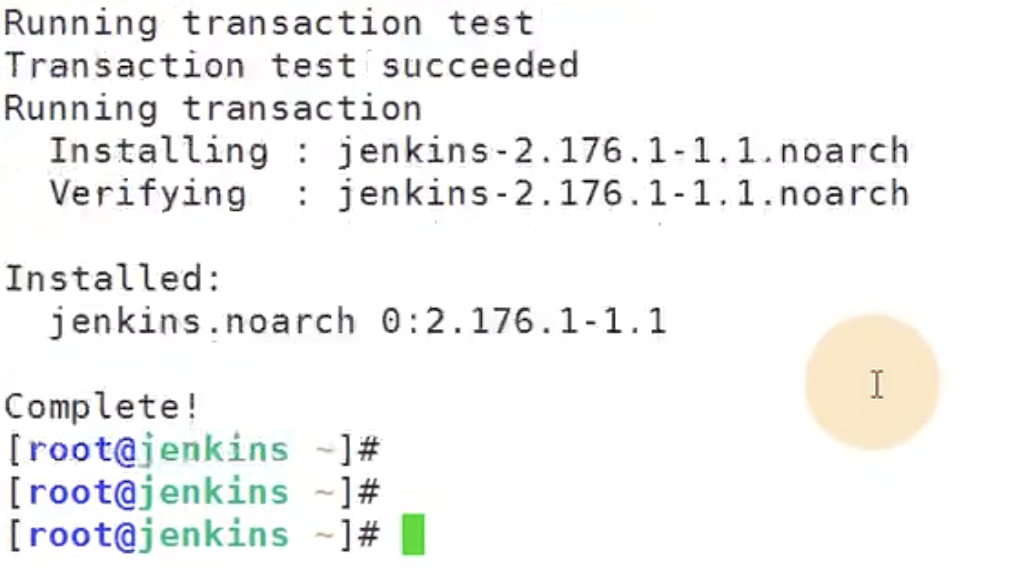 Running transaction test
Transaction test succeeded
Running transaction
  Installing : jenkins-2.176.1-1.1.noarch
  Verifying  : jenkins-2.176.1-1.1.noarch

Installed:
  jenkins.noarch 0:2.176.1-1.1

Complete!
[root@jenkins ~]#
[root@jenkins ~]#
[root@jenkins ~]#